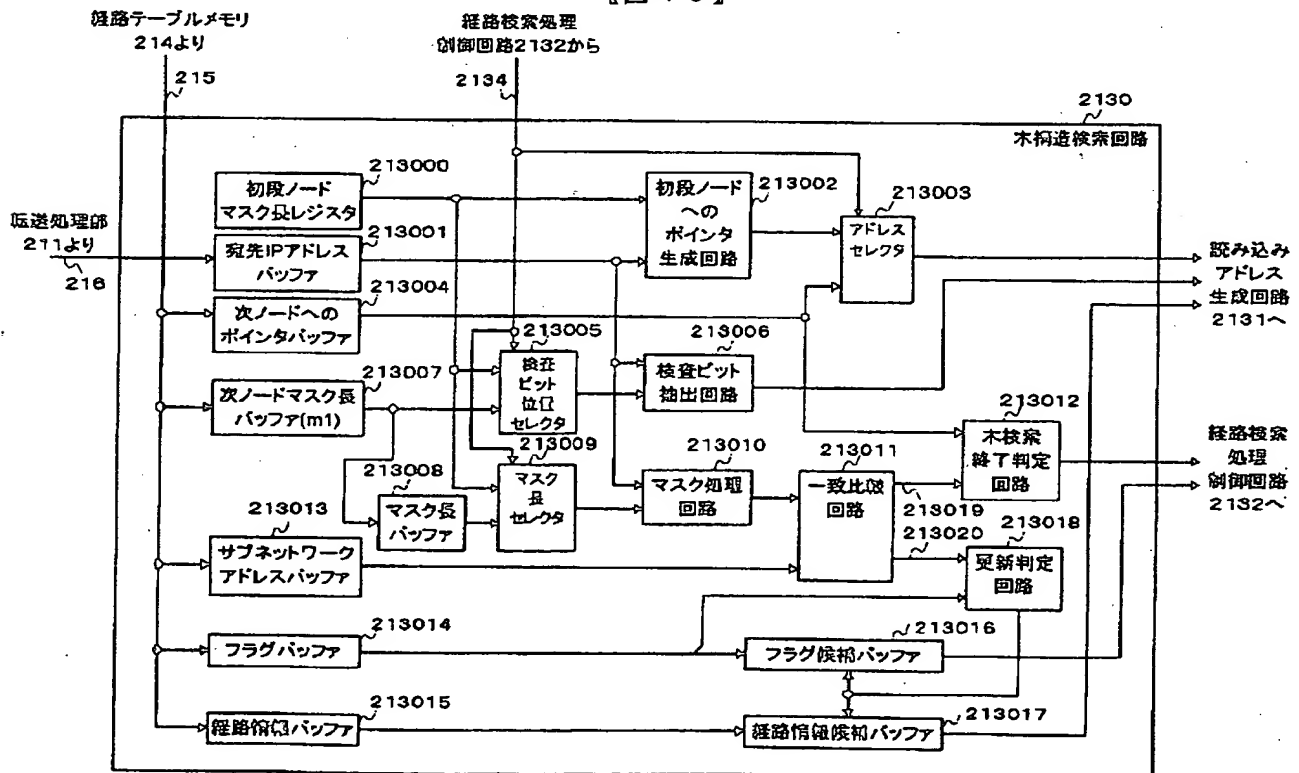 経路テーブルメモリ
214より
215
経路検索処理
制御回路2132から
2134
2130
木構造検索回路
転送処理部
211より
216
213000
初段ノード
マスク長レジスタ
213001
宛先IPアドレス
バッファ
213002
初段ノード
への
ポインタ
生成回路
213003
アドレス
セレクタ
読み込み
アドレス
生成回路
2131へ
213004
次ノードへの
ポインタバッファ
213005
検査
ビット
位置
セレクタ
213006
検査ビット
抽出回路
213007
次ノードマスク長
バッファ(m1)
213008
マスク長
バッファ
213009
マスク
長
セレクタ
213010
マスク処理
回路
213011
一致比較
回路
213019
213020
213012
木検索
終了判定
回路
経路検索
処理
制御回路
2132へ
213013
サブネットワーク
アドレスバッファ
213018
更新判定
回路
213014
フラグバッファ
213016
フラグ候補バッファ
213015
経路情報バッファ
213017
経路情報候補バッファ